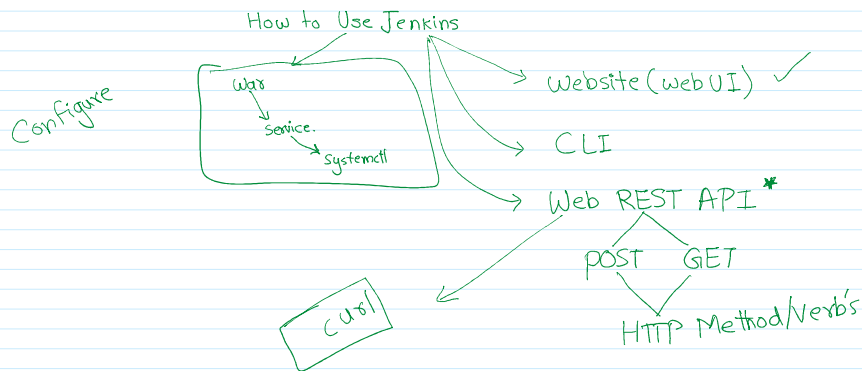 How to Use Jenkins
War
Service.
Systemctl
Configure
Website (Web UI)
CLI
Web REST API *
POST GET
HTTP Method/Verb's
curl